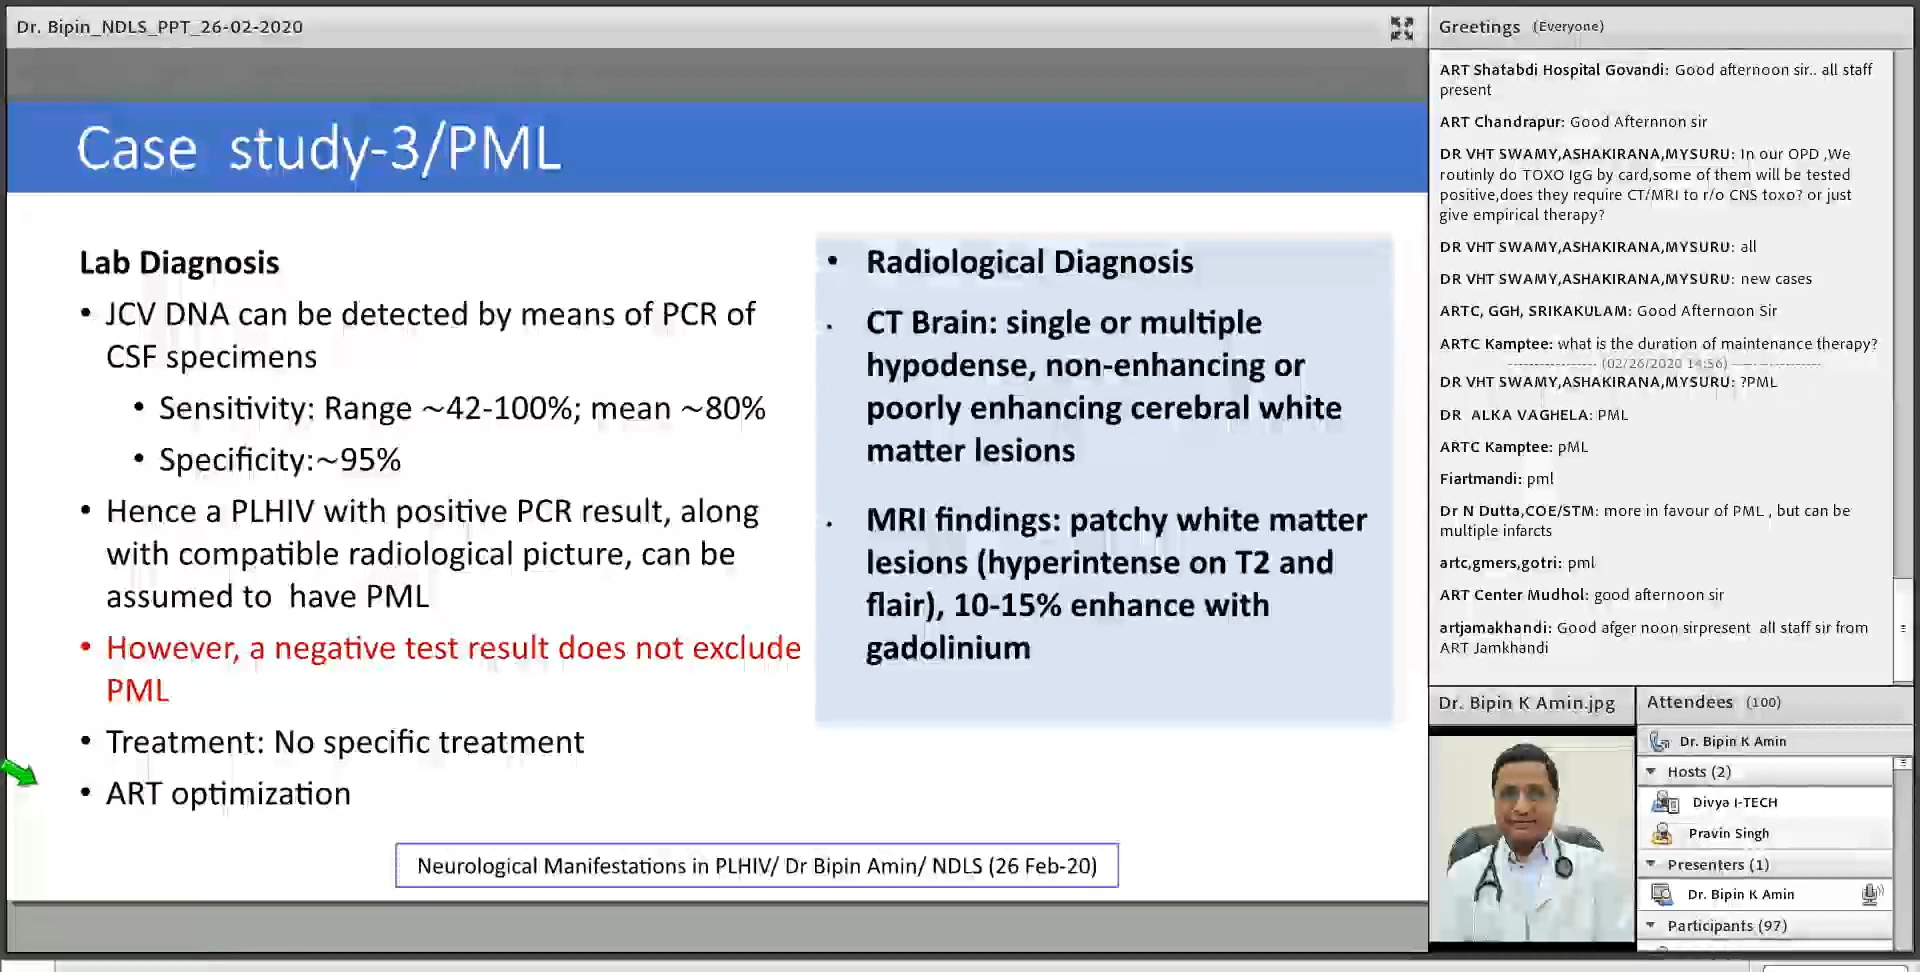 Dr. Bipin_NDLS_PPT_26-02-2020
Case study-3/PML
Lab Diagnosis
• JCV DNA can be detected by means of PCR of
CSF specimens
• Sensitivity: Range ~42-100%; mean ~80%
• Specificity:~95%
• Hence a PLHIV with positive PCR result, along
with compatible radiological picture, can be
assumed to have PML
• However, a negative test result does not exclude
PML
• Treatment: No specific treatment
• ART optimization
• Radiological Diagnosis
• CT Brain: single or multiple
hypodense, non-enhancing or
poorly enhancing cerebral white
matter lesions
• MRI findings: patchy white matter
lesions (hyperintense on T2 and
flair), 10-15% enhance with
gadolinium
Neurological Manifestations in PLHIV/ Dr Bipin Amin/ NDLS (26 Feb-20)
Greetings (Everyone)
ART Shatabdi Hospital Govandi: Good afternoon sir.. all staff
present
ART Chandrapur: Good Afternnon sir
DR VHT SWAMY,ASHAKIRANA,MYSURU: In our OPD ,We
routinly do TOXO IgG by card,some of them will be tested
positive,does they require CT/MRI to r/o CNS toxo? or just
give empirical therapy?
DR VHT SWAMY,ASHAKIRANA,MYSURU: all
DR VHT SWAMY,ASHAKIRANA,MYSURU: new cases
ARTC, GGH, SRIKAKULAM: Good Afternoon Sir
ARTC Kamptee: what is the duration of maintenance therapy?
(02/26/2020 14:56)
DR VHT SWAMY,ASHAKIRANA,MYSURU: ?PML
DR ALKA VAGHELA: PML
ARTC Kamptee: pML
Fiartmandi: pml
Dr N Dutta,COE/STM: more in favour of PML , but can be
multiple infarcts
artc,gmers,gotri: pml
ART Center Mudhol: good afternoon sir
artjamakhandi: Good afger noon sirpresent all staff sir from
ART Jamkhandi
Dr. Bipin K Amin.jpg
Attendees (100)
Dr. Bipin K Amin
Hosts (2)
Divya I-TECH
Pravin Singh
Presenters (1)
Dr. Bipin K Amin
Participants (97)